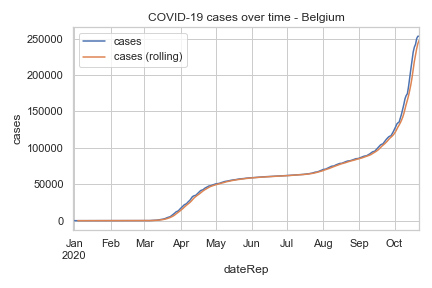 COVID-19 cases over time - Belgium
cases
cases (rolling)
250000
200000
150000
100000
50000
0
cases
Jan Feb Mar Apr May Jun Jul Aug Sep Oct
2020
dateRep